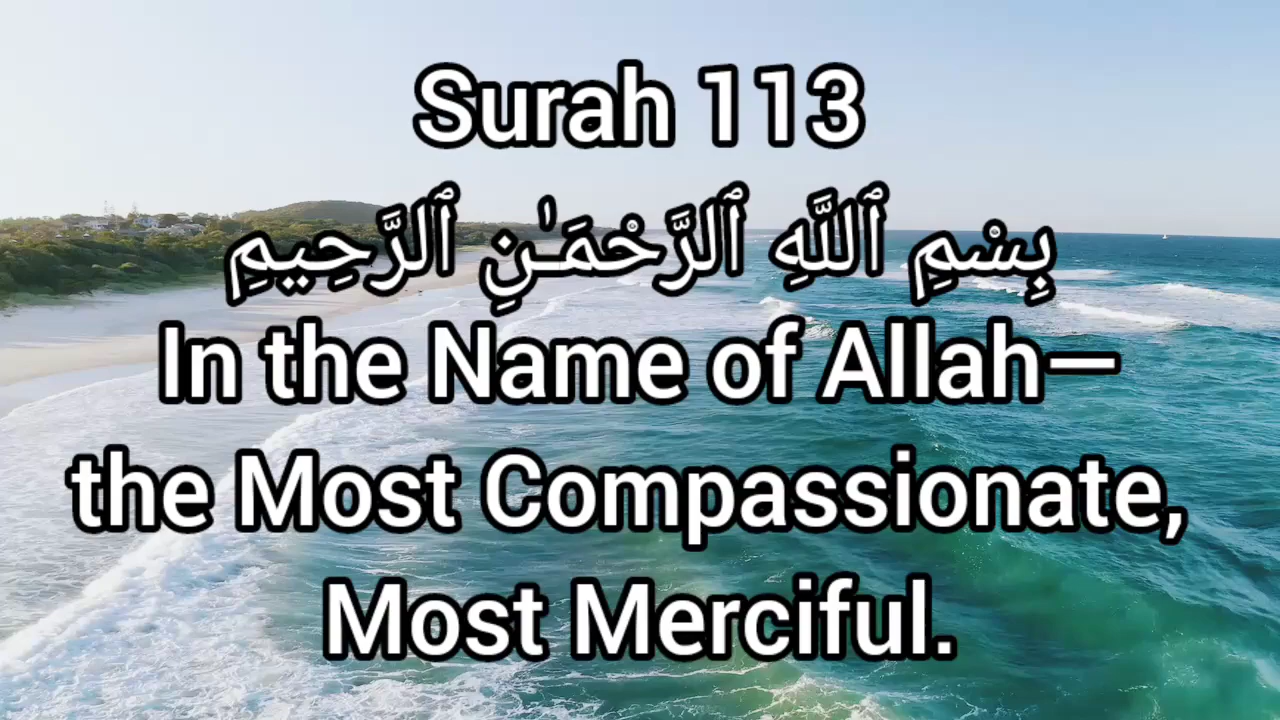 Surah 113
بِسْمِ ٱللَّهِ ٱلرَّحْمَـٰنِ ٱلرَّحِيمِ
In the Name of Allah—
the Most Compassionate,
Most Merciful.